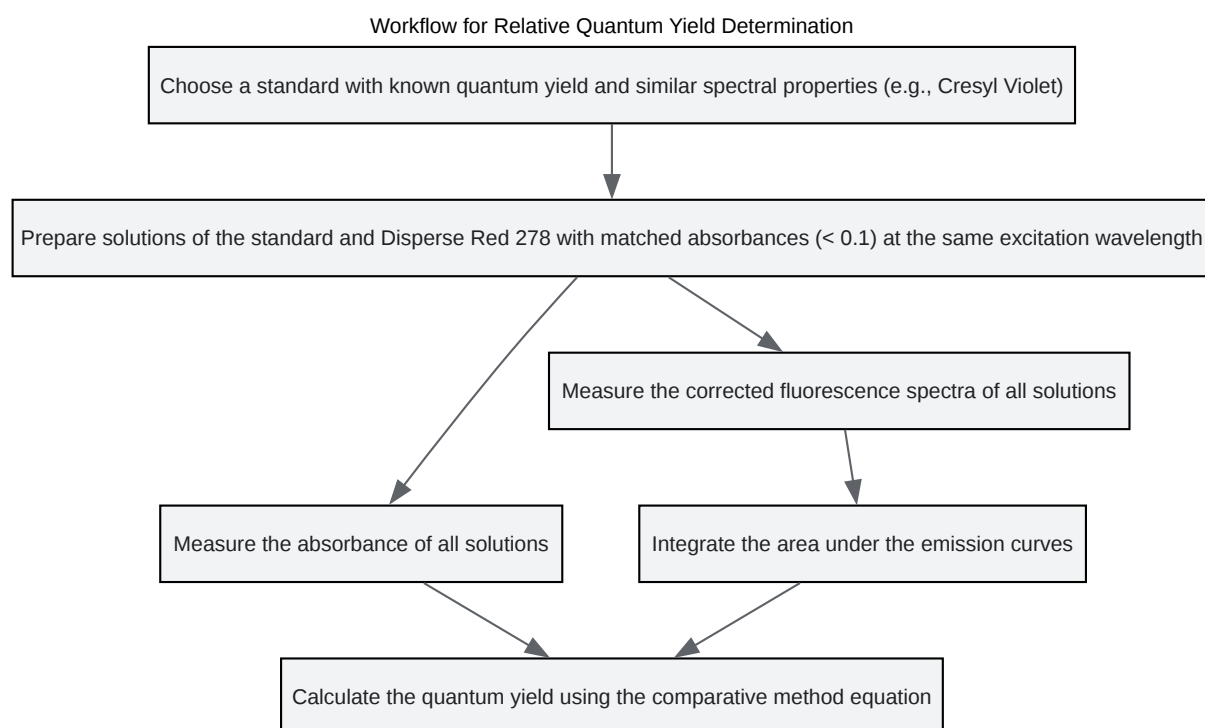 Workflow for Relative Quantum Yield Determination
Choose a standard with known quantum yield and similar spectral properties (e.g., Cresyl Violet)
Prepare solutions of the standard and Disperse Red 278 with matched absorbances (< 0.1) at the same excitation wavelength
Measure the corrected fluorescence spectra of all solutions
Measure the absorbance of all solutions
Integrate the area under the emission curves
Calculate the quantum yield using the comparative method equation